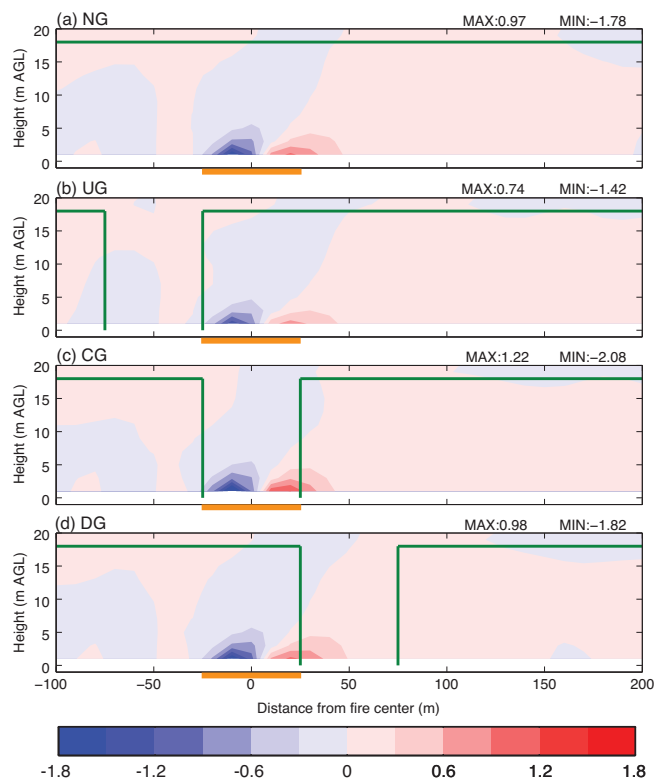 (a) NG MAX:0.97 MIN:−1.78
20
15
10
5
0
Height (m AGL)
(b) UG MAX:0.74 MIN:−1.42
20
15
10
5
0
Height (m AGL)
(c) CG MAX:1.22 MIN:−2.08
20
15
10
5
0
Height (m AGL)
(d) DG MAX:0.98 MIN:−1.82
20
15
10
5
0
Height (m AGL)
−100 −50 0 50 100 150 200
Distance from fire center (m)
-1.8 -1.2 -0.6 0 0.6 1.2 1.8